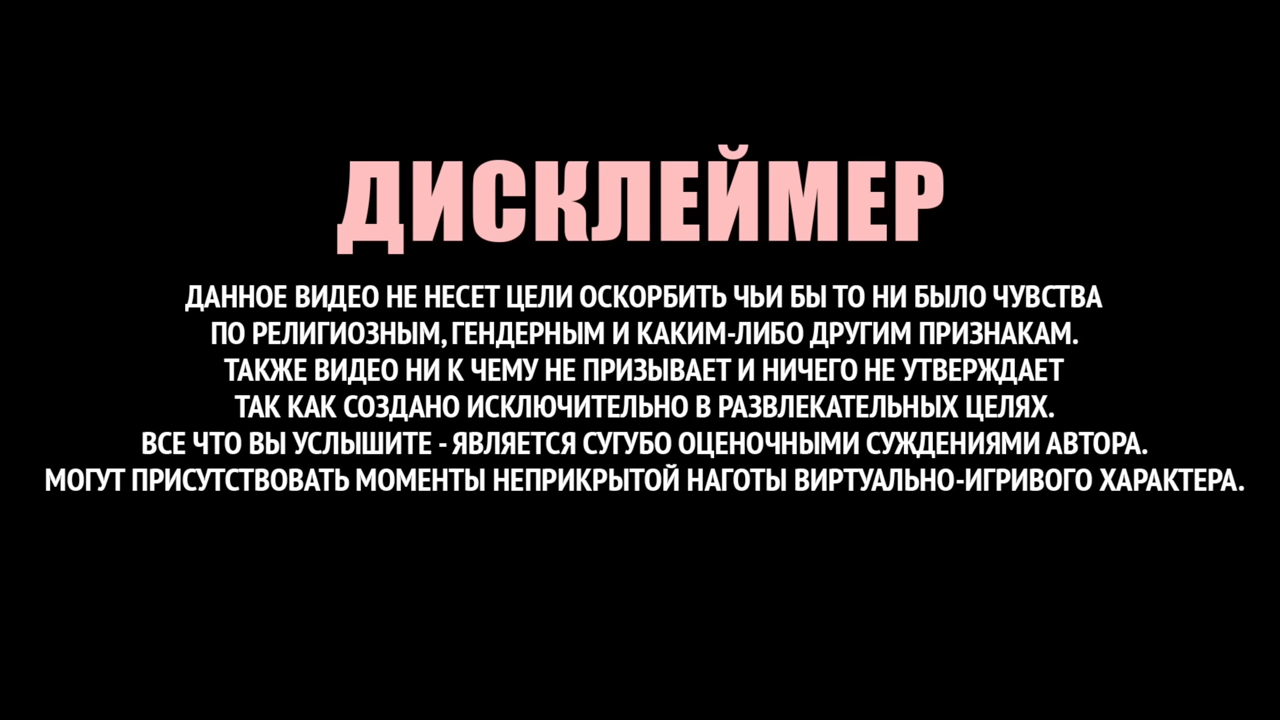 ДИСКЛЕЙМЕР
ДАННОЕ ВИДЕО НЕ НЕСЕТ ЦЕЛИ ОСКОРБИТЬ ЧЬИ БЫ ТО НИ БЫЛО ЧУВСТВА
ПО РЕЛИГИОЗНЫМ, ГЕНДЕРНЫМ И КАКИМ-ЛИБО ДРУГИМ ПРИЗНАКАМ.
ТАКЖЕ ВИДЕО НИ К ЧЕМУ НЕ ПРИЗЫВАЕТ И НИЧЕГО НЕ УТВЕРЖДАЕТ
ТАК КАК СОЗДАНО ИСКЛЮЧИТЕЛЬНО В РАЗВЛЕКАТЕЛЬНЫХ ЦЕЛЯХ.
ВСЕ ЧТО ВЫ УСЛЫШИТЕ - ЯВЛЯЕТСЯ СУГУБО ОЦЕНОЧНЫМИ СУЖДЕНИЯМИ АВТОРА.
МОГУТ ПРИСУТСТВОВАТЬ МОМЕНТЫ НЕПРИКРЫТОЙ НАГОТЫ ВИРТУАЛЬНО-ИГРИВОГО ХАРАКТЕРА.